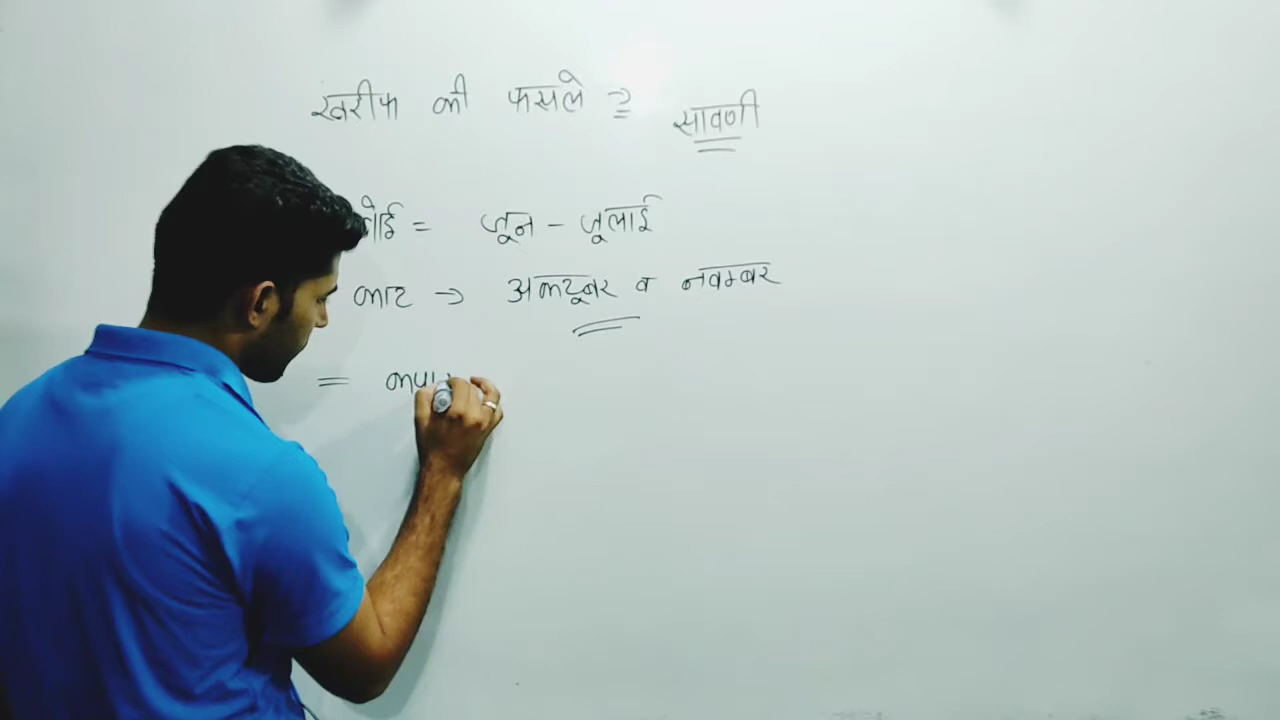 खरीफ की फसले ? सावणी
= जून - जूलाई
काट → अक्टूबर व नवम्बर
=